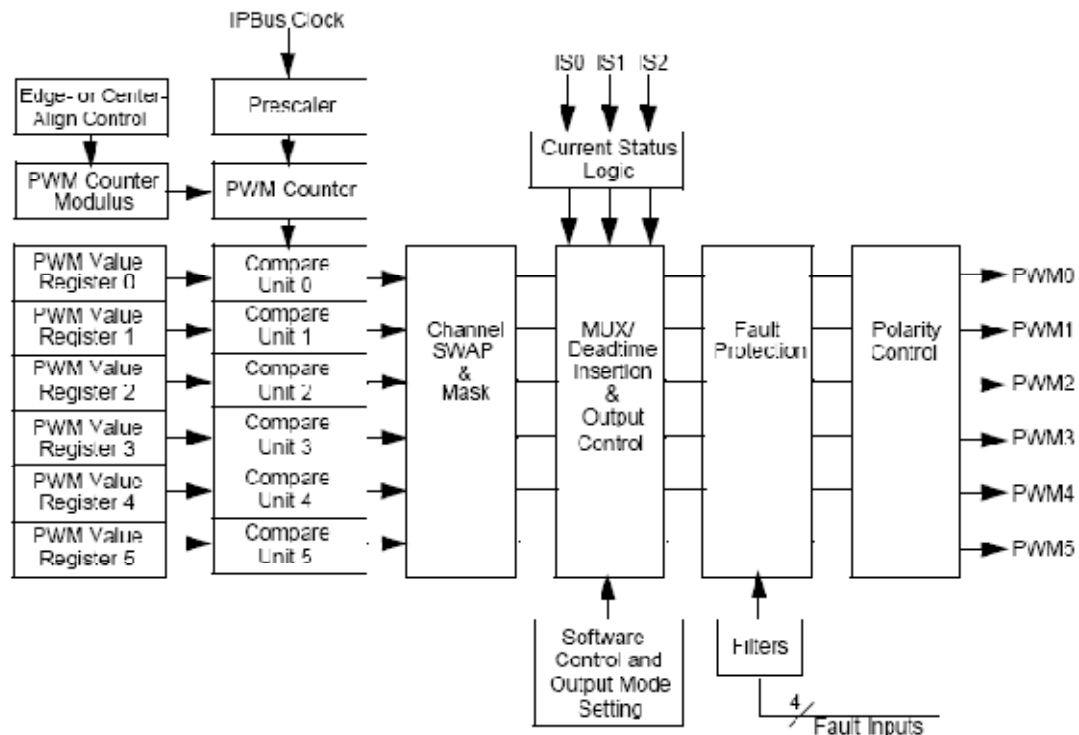 IPBus Clock
IS0 IS1 IS2
Edge- or Center-
Align Control
Prescaler
Current Status
Logic
PWM Counter
Modulus
PWM Counter
PWM Value
Register 0
Compare
Unit 0
PWM0
PWM Value
Register 1
Compare
Unit 1
PWM1
PWM Value
Register 2
Compare
Unit 2
PWM2
PWM Value
Register 3
Compare
Unit 3
PWM3
PWM Value
Register 4
Compare
Unit 4
PWM4
PWM Value
Register 5
Compare
Unit 5
PWM5
Channel
SWAP
&
Mask
MUX/
Deadtime
Insertion
&
Output
Control
Fault
Protection
Polarity
Control
Software
Control and
Output Mode
Setting
Filters
4
Fault Inputs